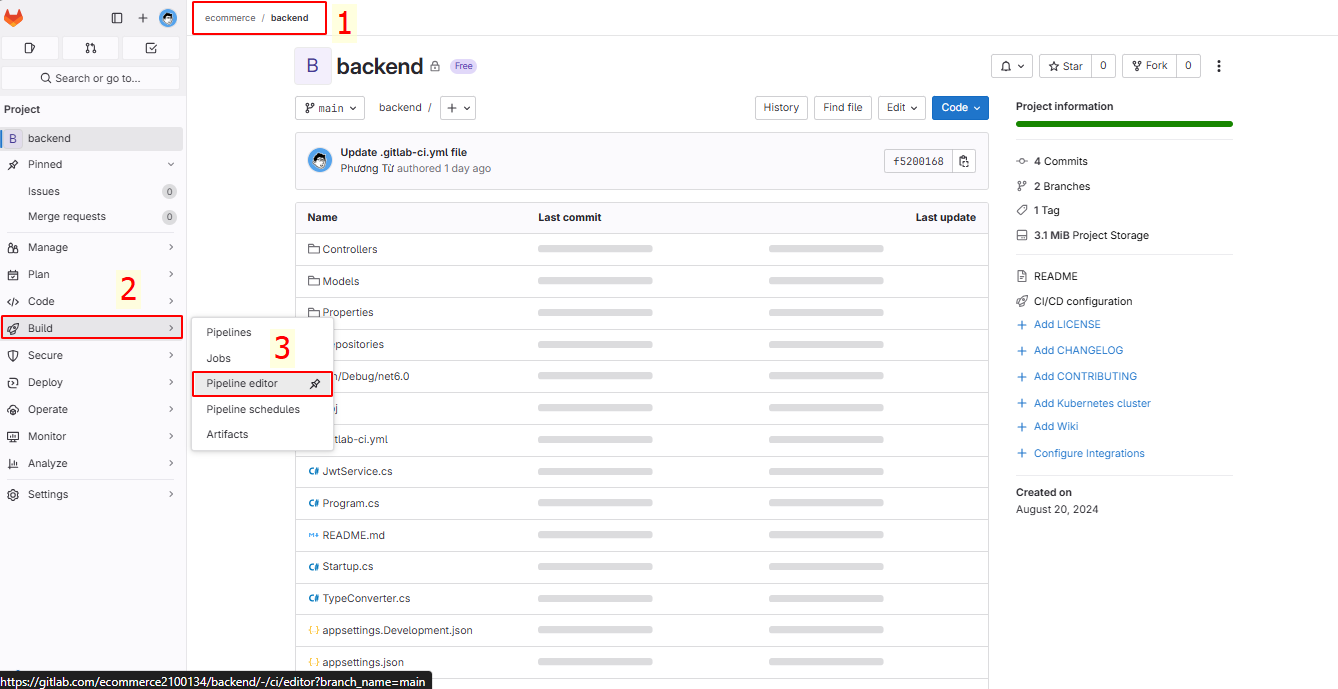 ecommerce / backend
1
Search or go to...
Project
B backend
Pinned
Issues 0
Merge requests 0
Manage
Plan
2
Code
Build
Secure
Deploy
Operate
Monitor
Analyze
Settings
Pipelines
3
Jobs
Pipeline editor
Pipeline schedules
Artifacts
B backend Free
Star 0
Fork 0
main
backend / +
History
Find file
Edit
Code
Update .gitlab-ci.yml file
Phương Từ authored 1 day ago
f5200168
Name Last commit Last update
Controllers
Models
Properties
epositories
/Debug/net6.0
j
tlab-ci.yml
C# JwtService.cs
C# Program.cs
M+ README.md
C# Startup.cs
C# TypeConverter.cs
{} appsettings.Development.json
{} appsettings.json
Project information
4 Commits
2 Branches
1 Tag
3.1 MiB Project Storage
README
CI/CD configuration
+ Add LICENSE
+ Add CHANGELOG
+ Add CONTRIBUTING
+ Add Kubernetes cluster
+ Add Wiki
+ Configure Integrations
Created on
August 20, 2024
https://gitlab.com/ecommerce2100134/backend/-/ci/editor?branch_name=main